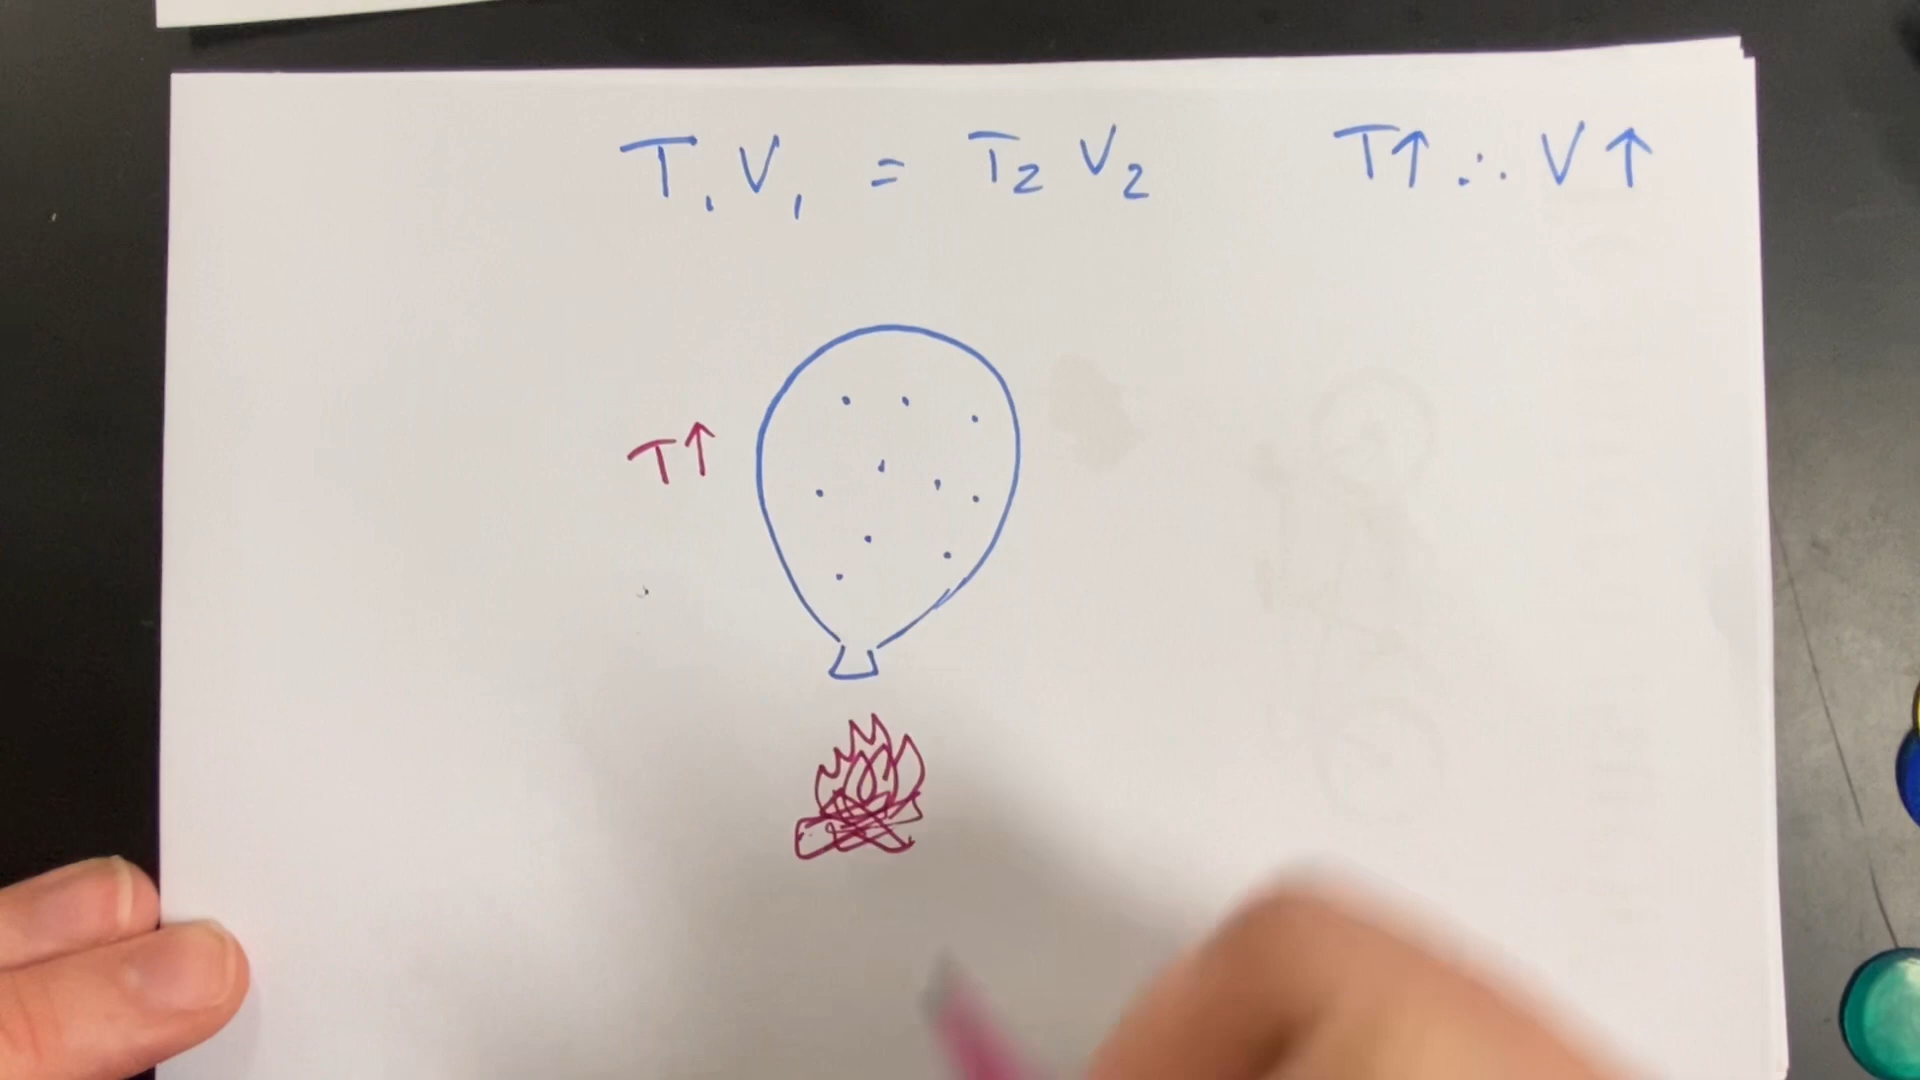 T₁V₁ = T₂V₂ T↑ ∴ V↑
T↑